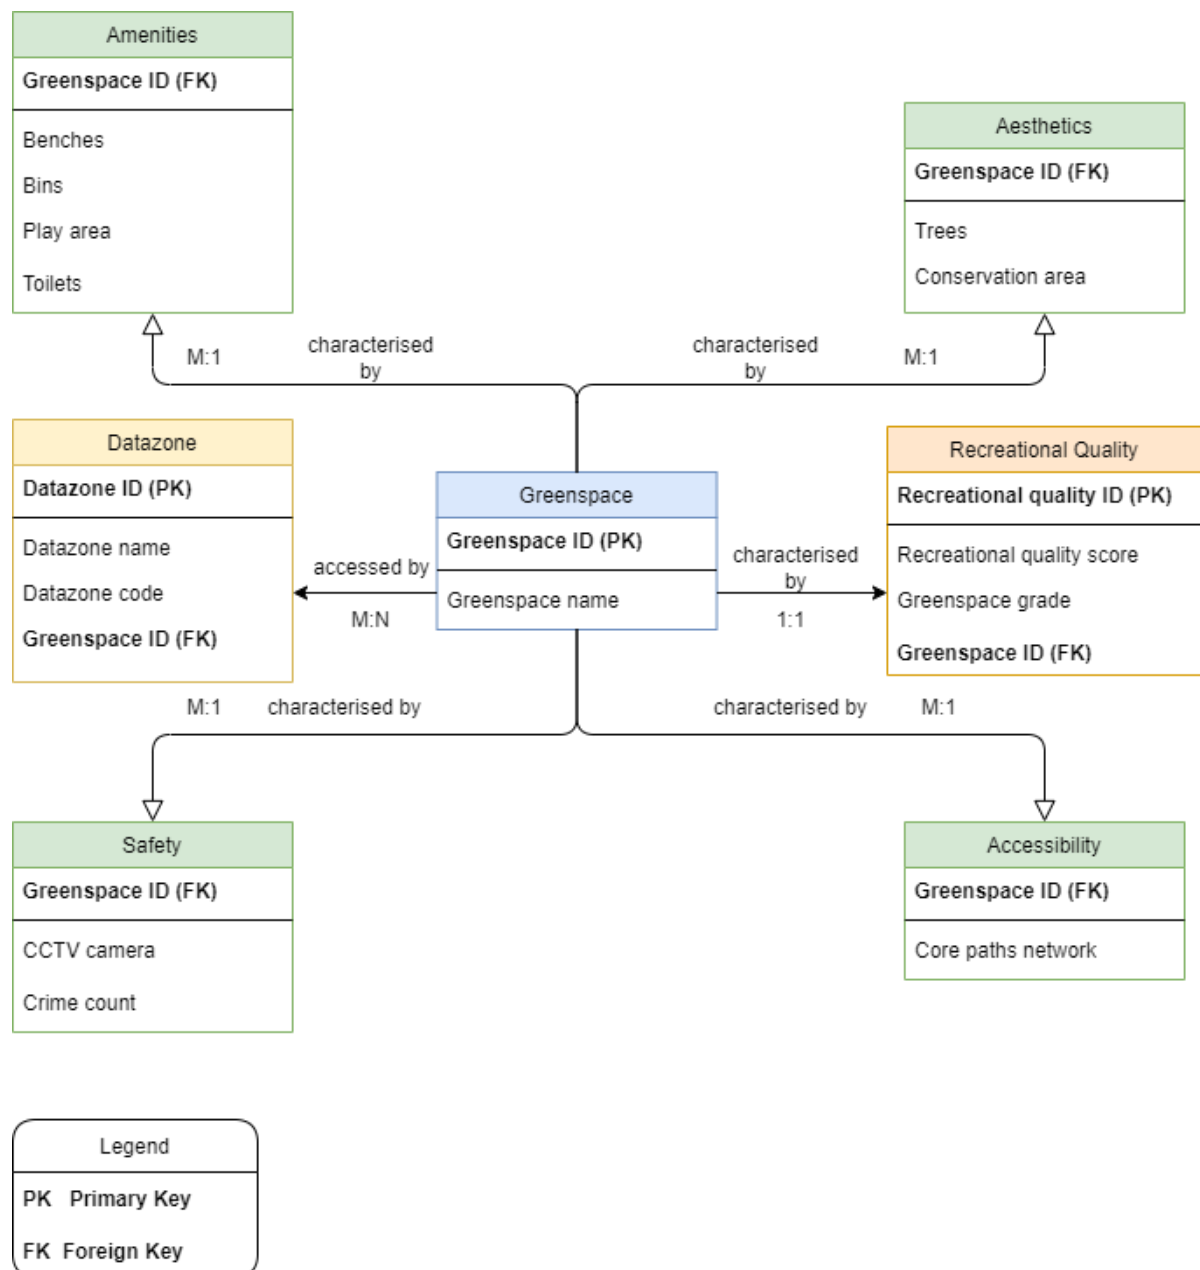 Amenities
Greenspace ID (FK)
Benches
Bins
Play area
Toilets
Aesthetics
Greenspace ID (FK)
Trees
Conservation area
M:1
characterised
by
characterised
by
M:1
Datazone
Datazone ID (PK)
Datazone name
Datazone code
Greenspace ID (FK)
accessed by
M:N
Greenspace
Greenspace ID (PK)
Greenspace name
characterised
by
1:1
Recreational Quality
Recreational quality ID (PK)
Recreational quality score
Greenspace grade
Greenspace ID (FK)
M:1
characterised by
characterised by
M:1
Safety
Greenspace ID (FK)
CCTV camera
Crime count
Accessibility
Greenspace ID (FK)
Core paths network
Legend
PK Primary Key
FK Foreign Key